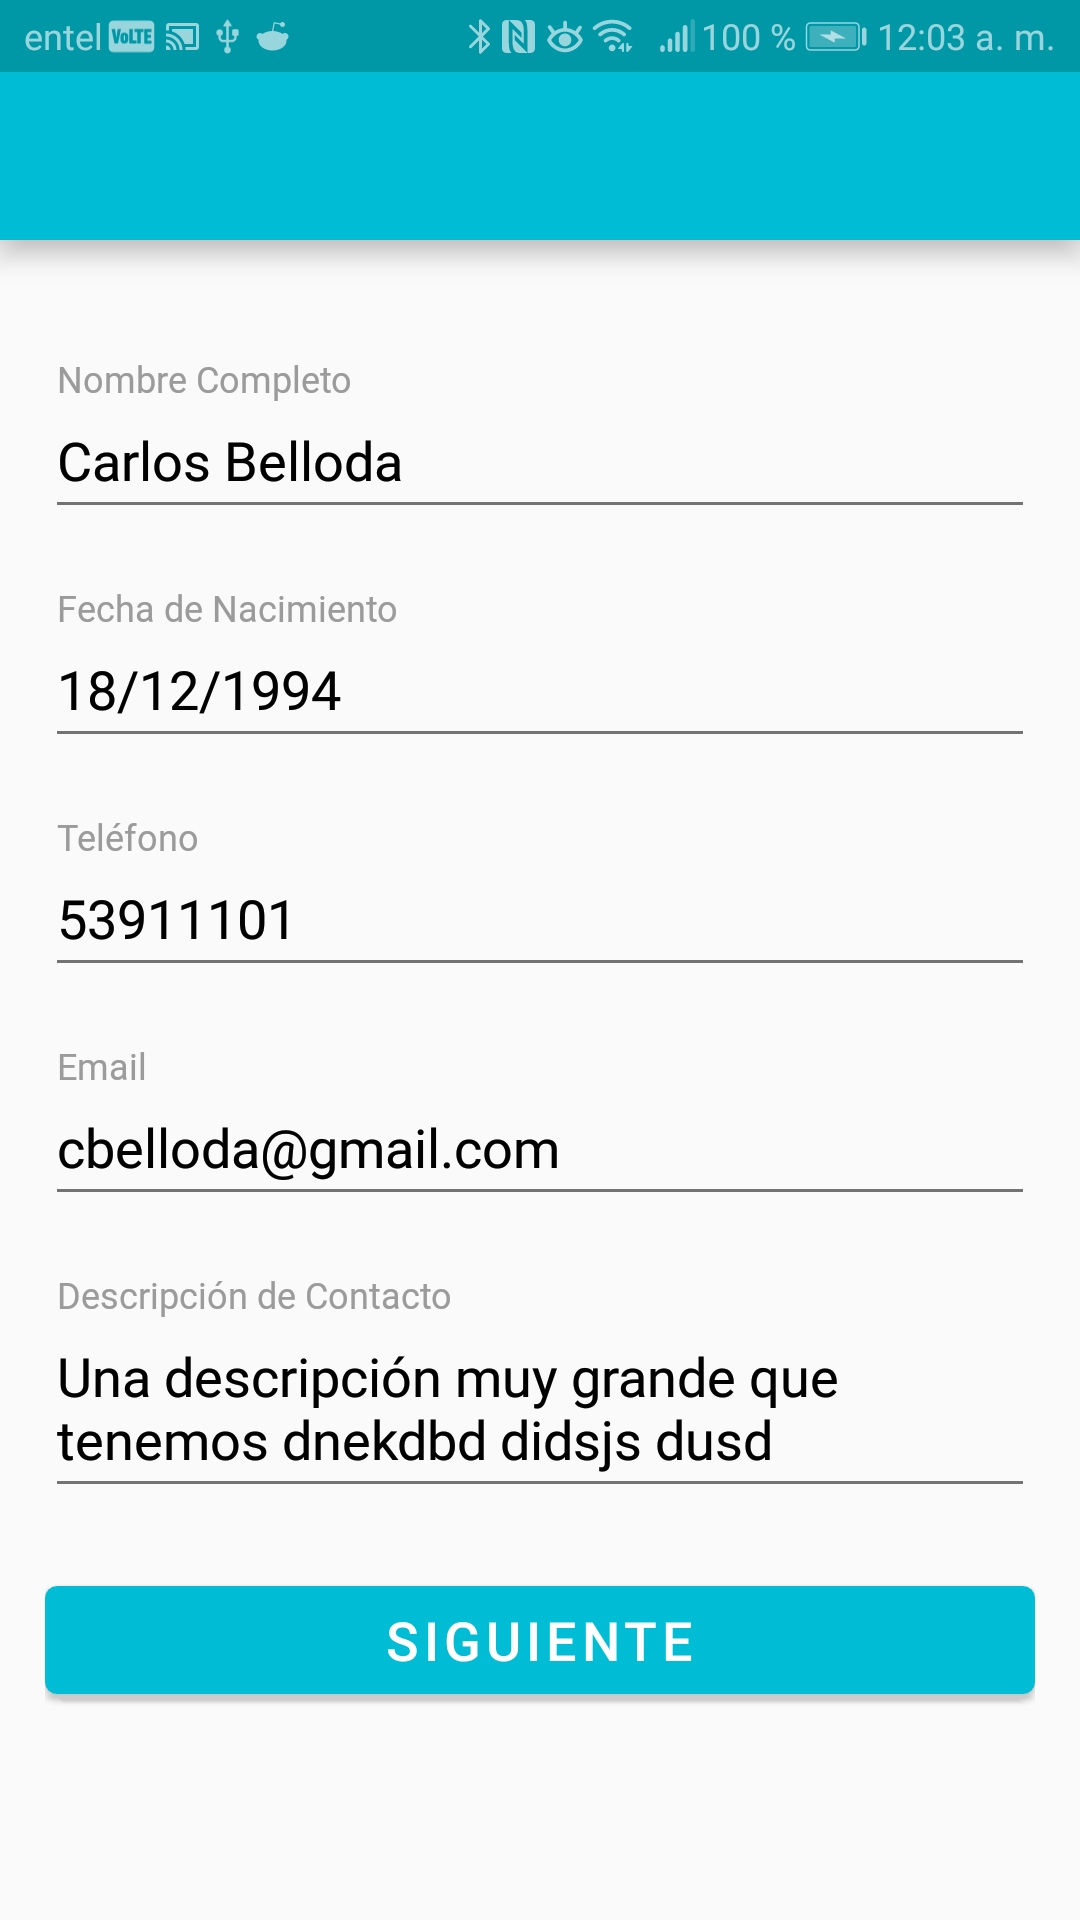 entel VoLTE 100 % 12:03 a. m.
Nombre Completo
Carlos Belloda
Fecha de Nacimiento
18/12/1994
Teléfono
53911101
Email
cbelloda@gmail.com
Descripción de Contacto
Una descripción muy grande que
tenemos dnekdbd didsjs dusd
SIGUIENTE